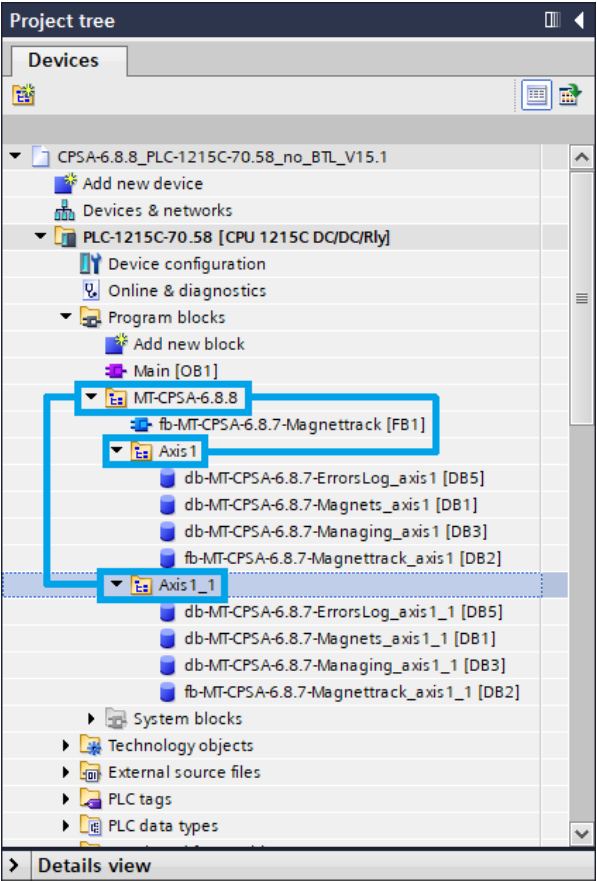 Project tree
Devices
CPSA-6.8.8_PLC-1215C-70.58_no_BTL_V15.1
Add new device
Devices & networks
PLC-1215C-70.58 [CPU 1215C DC/DC/Rly]
Device configuration
Online & diagnostics
Program blocks
Add new block
Main [OB1]
MT-CPSA-6.8.8
fb-MT-CPSA-6.8.7-Magnettrack [FB1]
Axis1
db-MT-CPSA-6.8.7-ErrorsLog_axis1 [DB5]
db-MT-CPSA-6.8.7-Magnets_axis1 [DB1]
db-MT-CPSA-6.8.7-Managing_axis1 [DB3]
fb-MT-CPSA-6.8.7-Magnettrack_axis1 [DB2]
Axis1_1
db-MT-CPSA-6.8.7-ErrorsLog_axis1_1 [DB5]
db-MT-CPSA-6.8.7-Magnets_axis1_1 [DB1]
db-MT-CPSA-6.8.7-Managing_axis1_1 [DB3]
fb-MT-CPSA-6.8.7-Magnettrack_axis1_1 [DB2]
System blocks
Technology objects
External source files
PLC tags
PLC data types
Details view